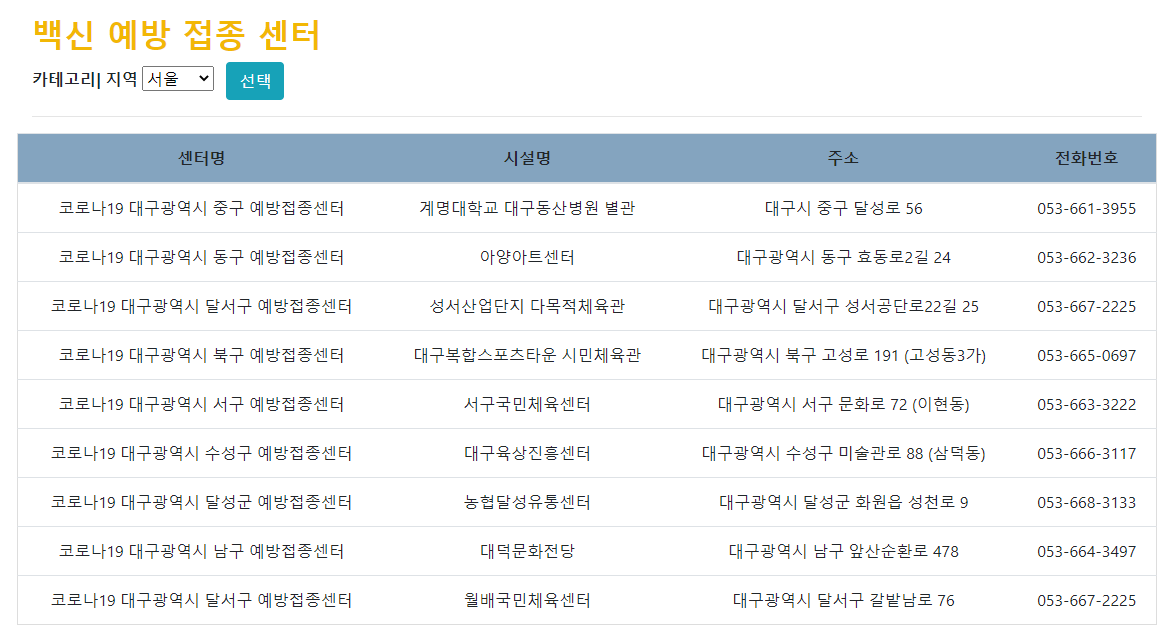 백신 예방 접종 센터
카테고리| 지역 서울 선택
센터명 시설명 주소 전화번호
코로나19 대구광역시 중구 예방접종센터 계명대학교 대구동산병원 별관 대구시 중구 달성로 56 053-661-3955
코로나19 대구광역시 동구 예방접종센터 아양아트센터 대구광역시 동구 효동로2길 24 053-662-3236
코로나19 대구광역시 달서구 예방접종센터 성서산업단지 다목적체육관 대구광역시 달서구 성서공단로22길 25 053-667-2225
코로나19 대구광역시 북구 예방접종센터 대구복합스포츠타운 시민체육관 대구광역시 북구 고성로 191 (고성동3가) 053-665-0697
코로나19 대구광역시 서구 예방접종센터 서구국민체육센터 대구광역시 서구 문화로 72 (이현동) 053-663-3222
코로나19 대구광역시 수성구 예방접종센터 대구육상진흥센터 대구광역시 수성구 미술관로 88 (삼덕동) 053-666-3117
코로나19 대구광역시 달성군 예방접종센터 농협달성유통센터 대구광역시 달성군 화원읍 성천로 9 053-668-3133
코로나19 대구광역시 남구 예방접종센터 대덕문화전당 대구광역시 남구 앞산순환로 478 053-664-3497
코로나19 대구광역시 달서구 예방접종센터 월배국민체육센터 대구광역시 달서구 갈밭남로 76 053-667-2225